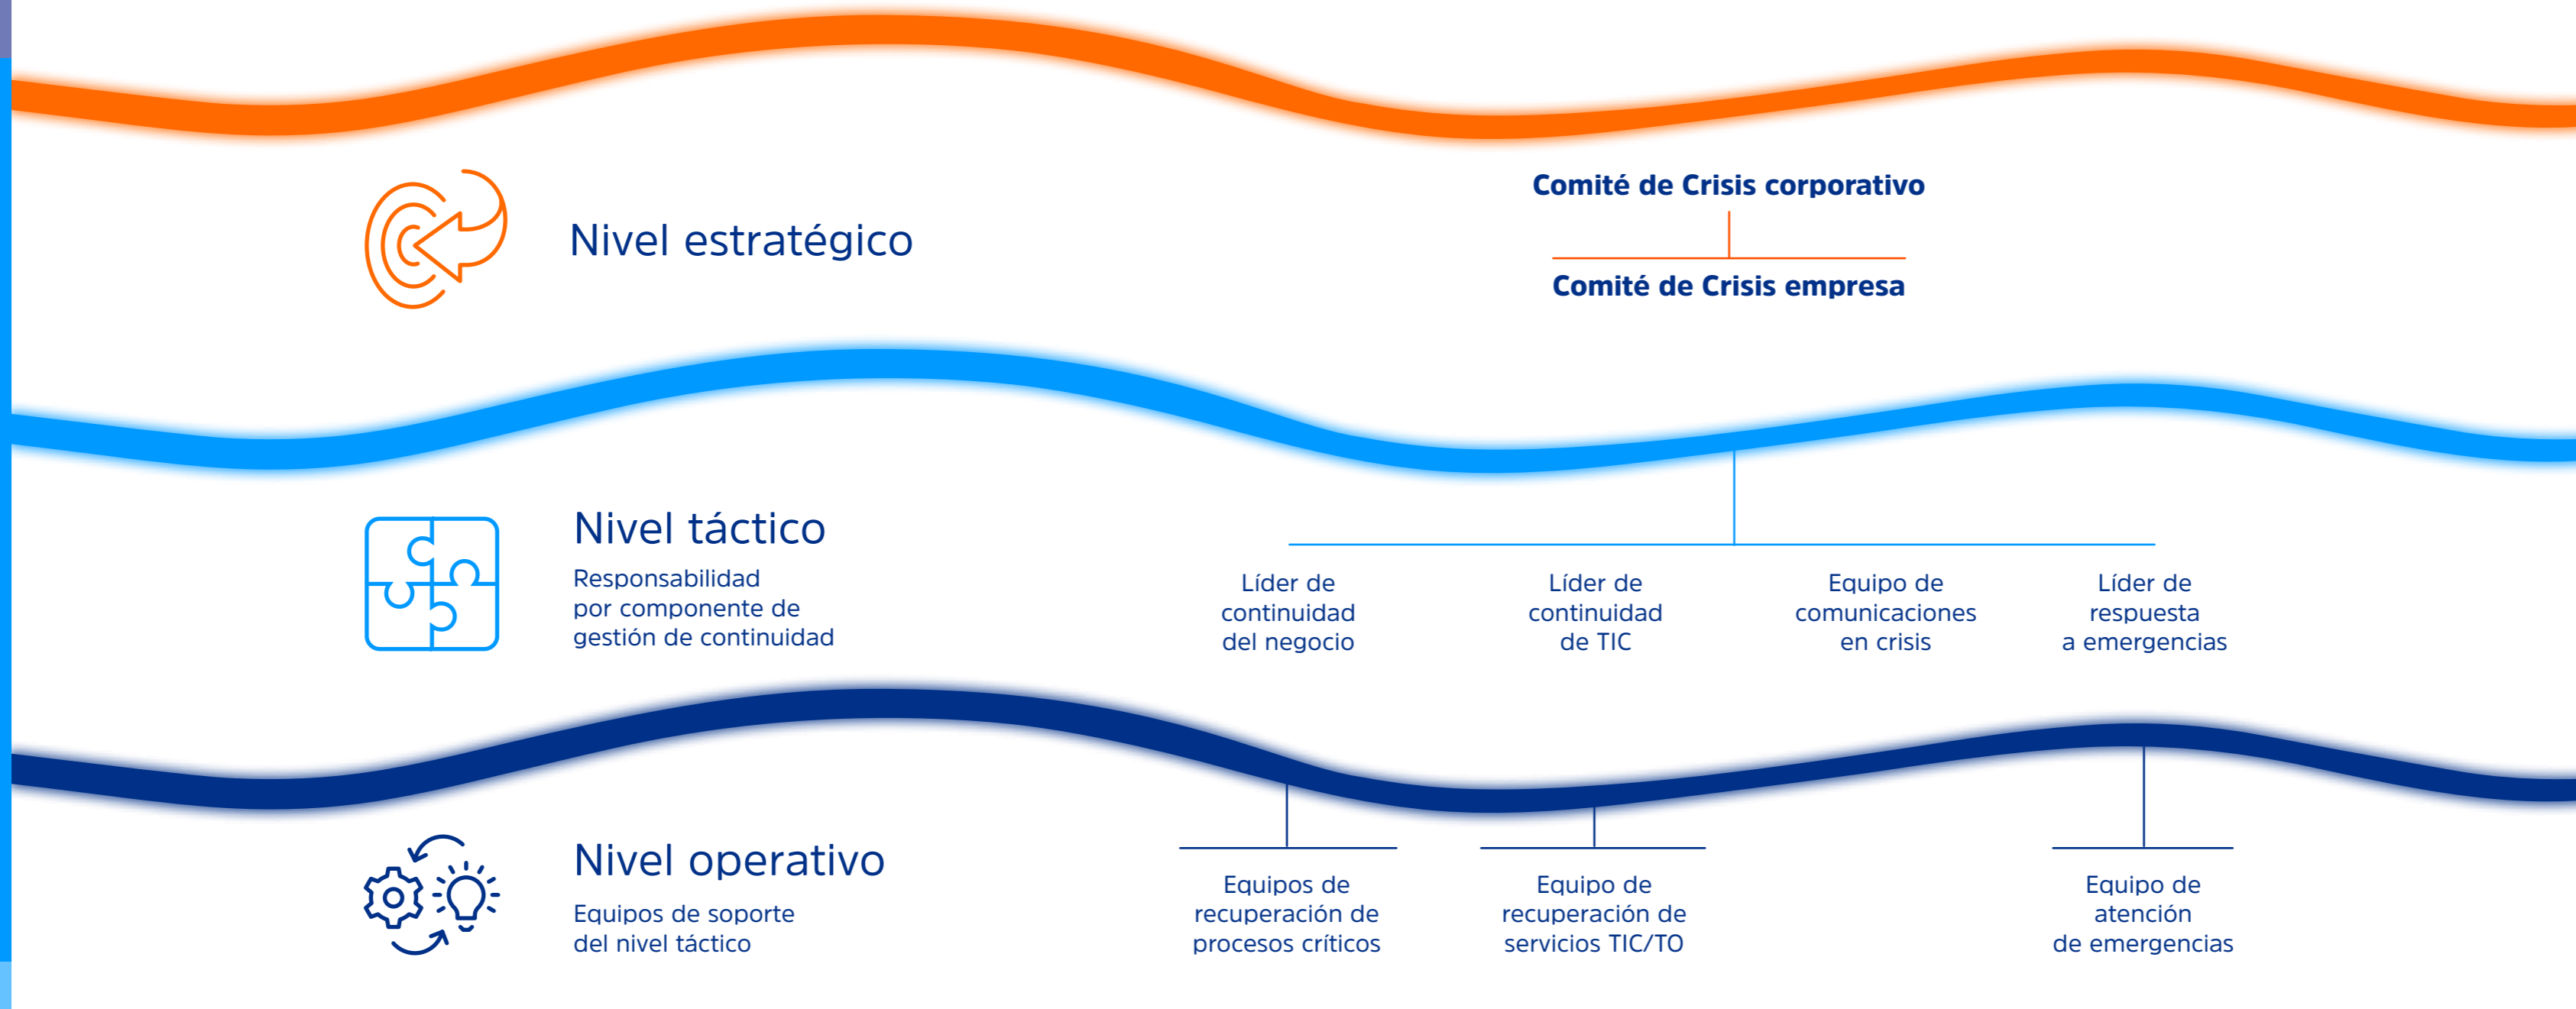 Nivel estratégico
Comité de Crisis corporativo
Comité de Crisis empresa
Nivel táctico
Responsabilidad
por componente de
gestión de continuidad
Líder de
continuidad
del negocio
Líder de
continuidad
de TIC
Equipo de
comunicaciones
en crisis
Líder de
respuesta
a emergencias
Nivel operativo
Equipos de soporte
del nivel táctico
Equipos de
recuperación de
procesos críticos
Equipo de
recuperación de
servicios TIC/TO
Equipo de
atención
de emergencias